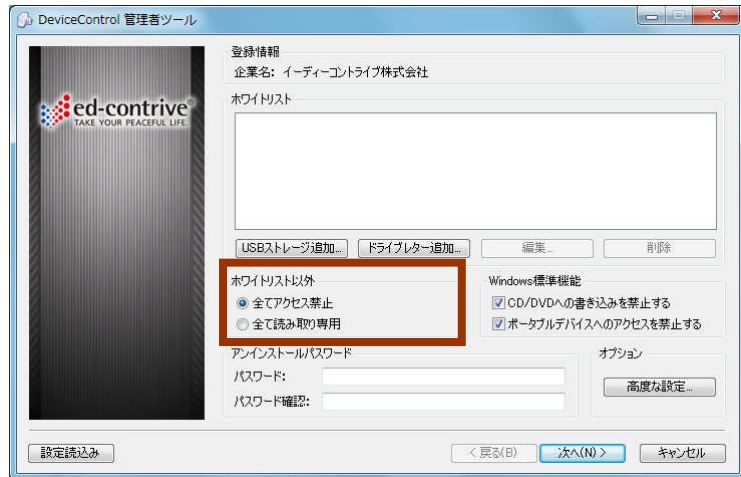 DeviceControl 管理者ツール
ed-contrive®
TAKE YOUR PEACEFUL LIFE.
登録情報
企業名: イーディーコントライブ株式会社
ホワイトリスト
USBストレージ追加... ドライブレター追加... 編集... 削除
ホワイトリスト以外
全てアクセス禁止
全て読み取り専用
Windows標準機能
CD/DVDへの書き込みを禁止する
ポータブルデバイスへのアクセスを禁止する
アンインストールパスワード
パスワード:
パスワード確認:
オプション
高度な設定...
設定読込み < 戻る(B) 次へ(N) > キャンセル